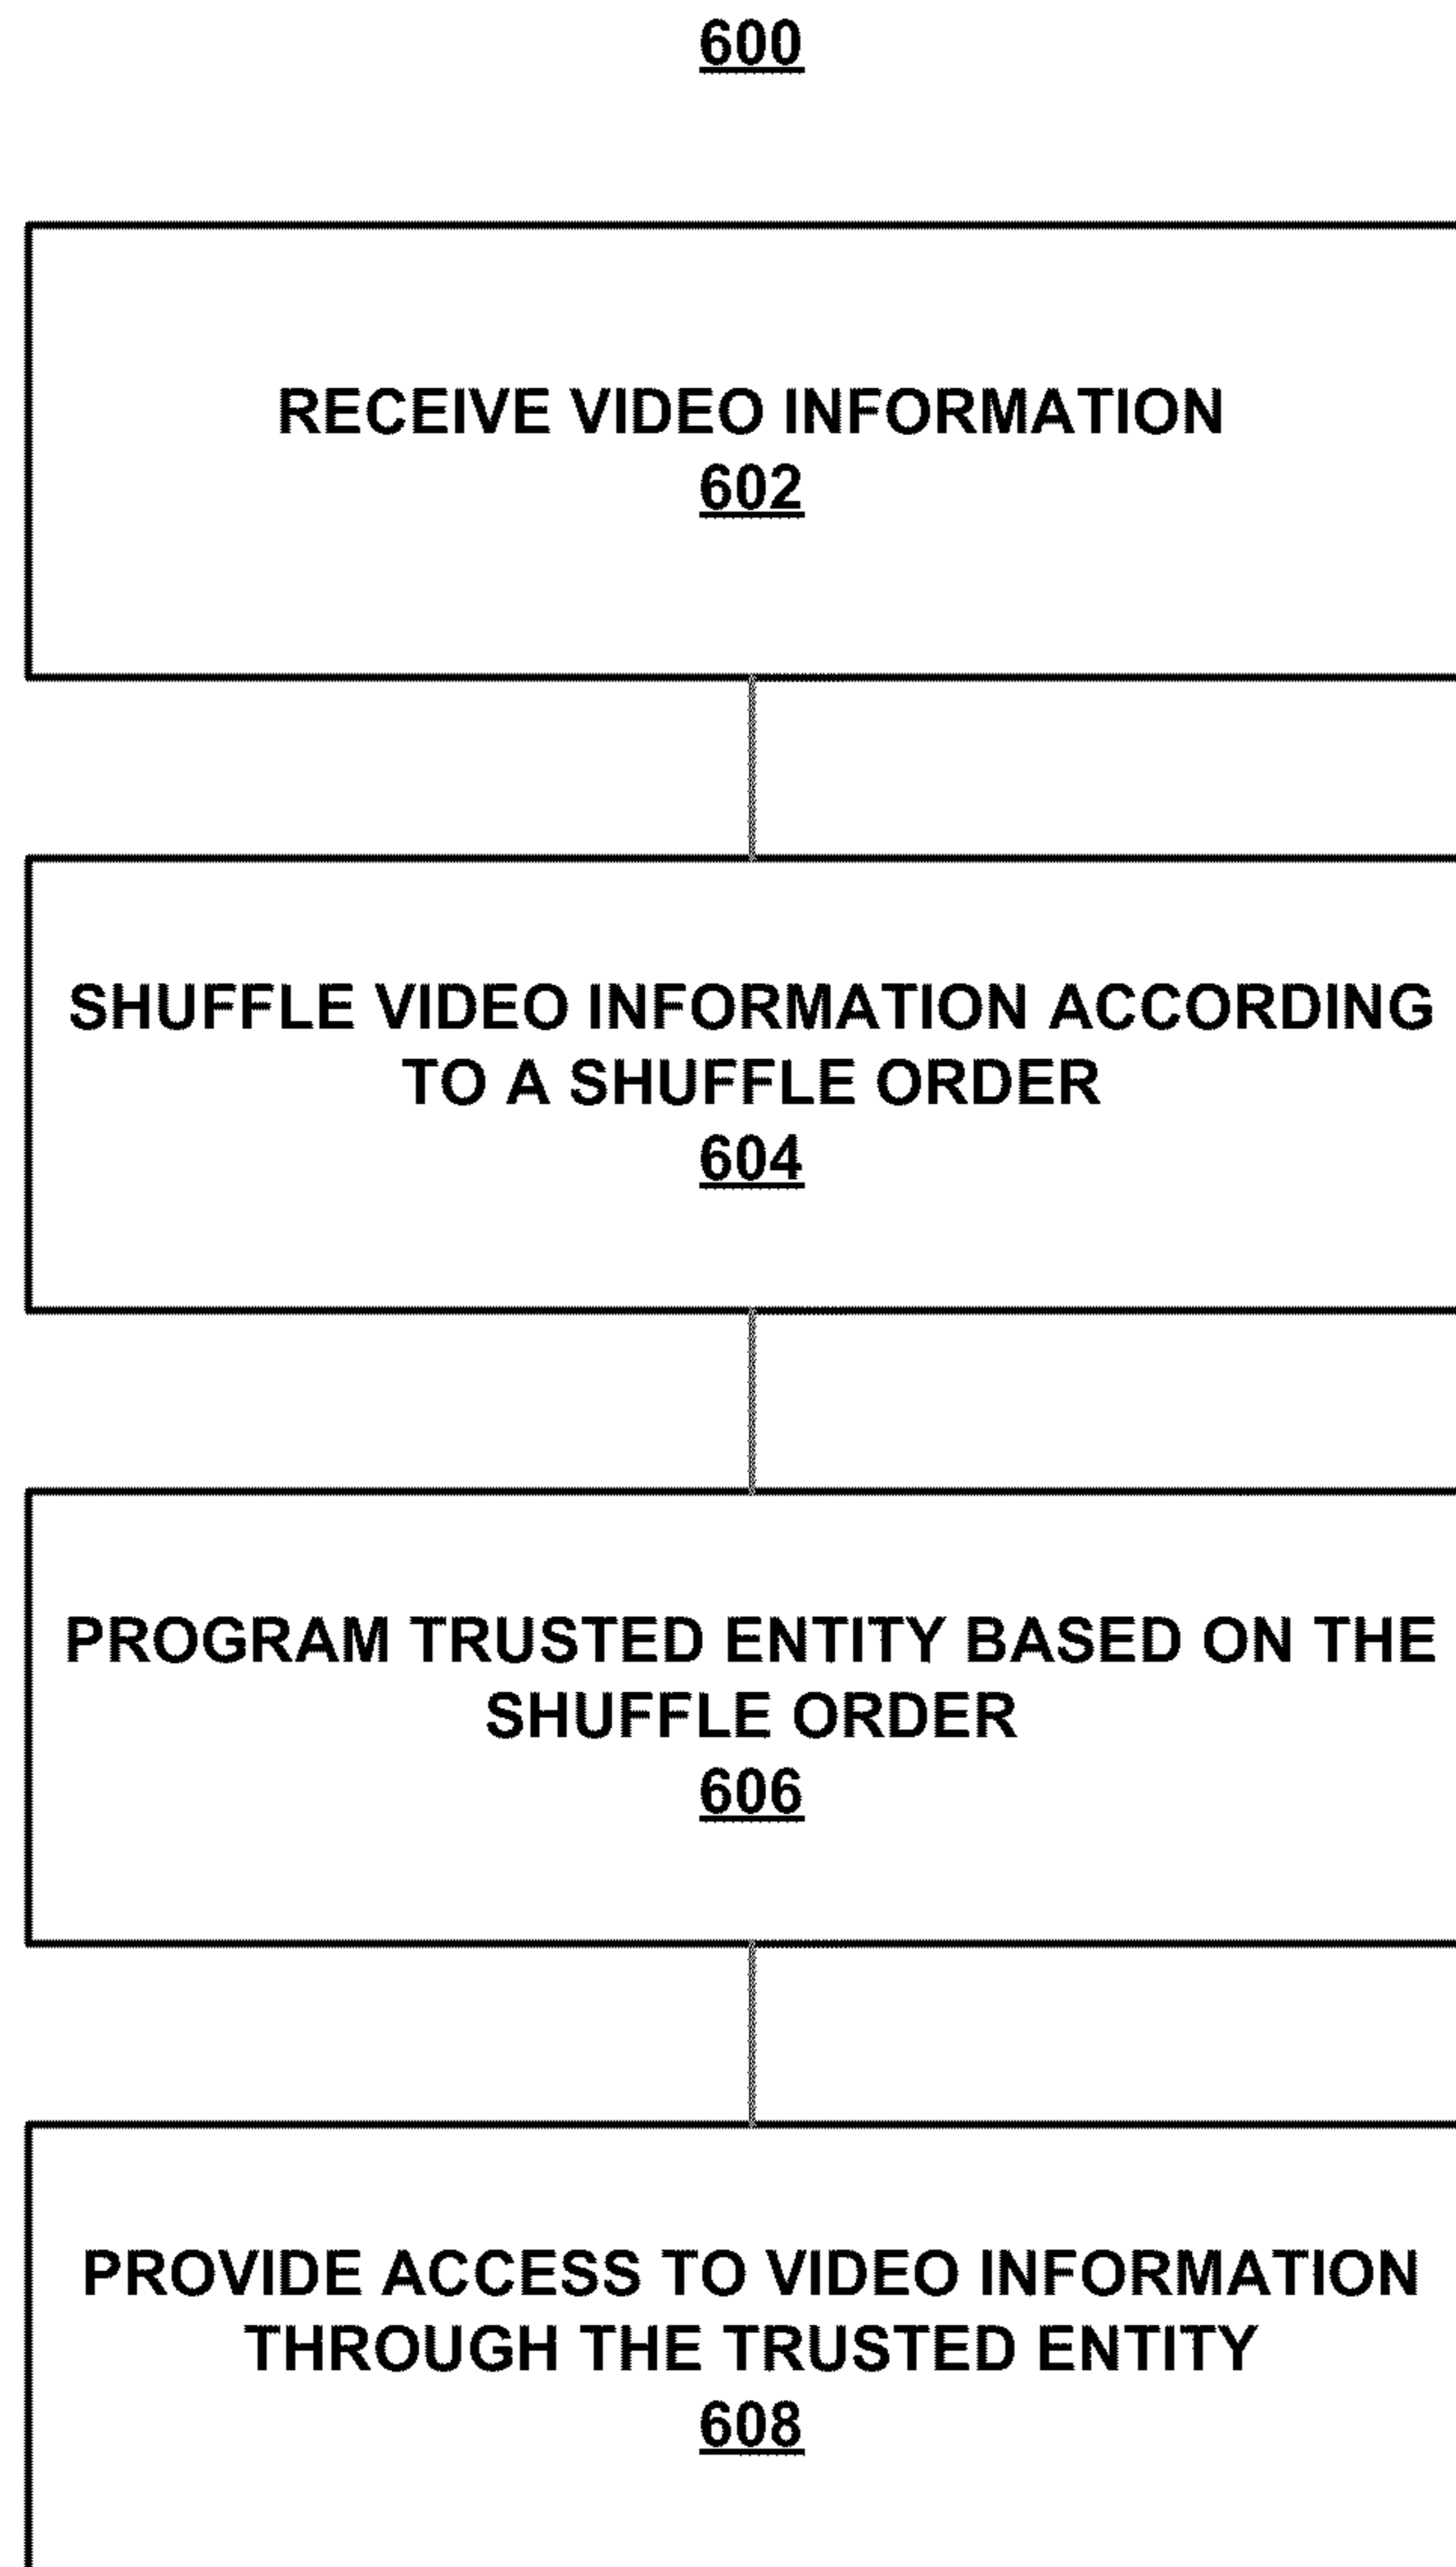 600
RECEIVE VIDEO INFORMATION
602
SHUFFLE VIDEO INFORMATION ACCORDING
TO A SHUFFLE ORDER
604
PROGRAM TRUSTED ENTITY BASED ON THE
SHUFFLE ORDER
606
PROVIDE ACCESS TO VIDEO INFORMATION
THROUGH THE TRUSTED ENTITY
608